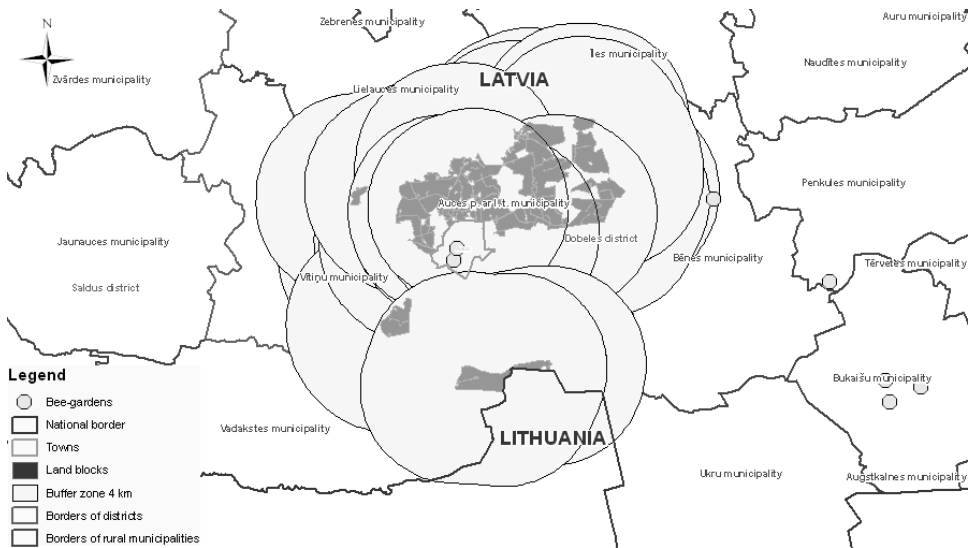 N
Zebrenes municipality
Auru municipality
Īles municipality
Naudītes municipality
Zvārdes municipality
LATVIA
Lielauces municipality
Penkules municipality
Auces p. ar l. t. municipality
Dobeles district
Jaunauces municipality
Bēnes municipality
Tērvetes municipality
Vītiņu municipality
Saldus district
Legend
Bee-gardens
National border
Towns
Land blocks
Buffer zone 4 km
Borders of districts
Borders of rural municipalities
Bukaišu municipality
Vadakstes municipality
LITHUANIA
Ukru municipality
Augstkalnes municipality